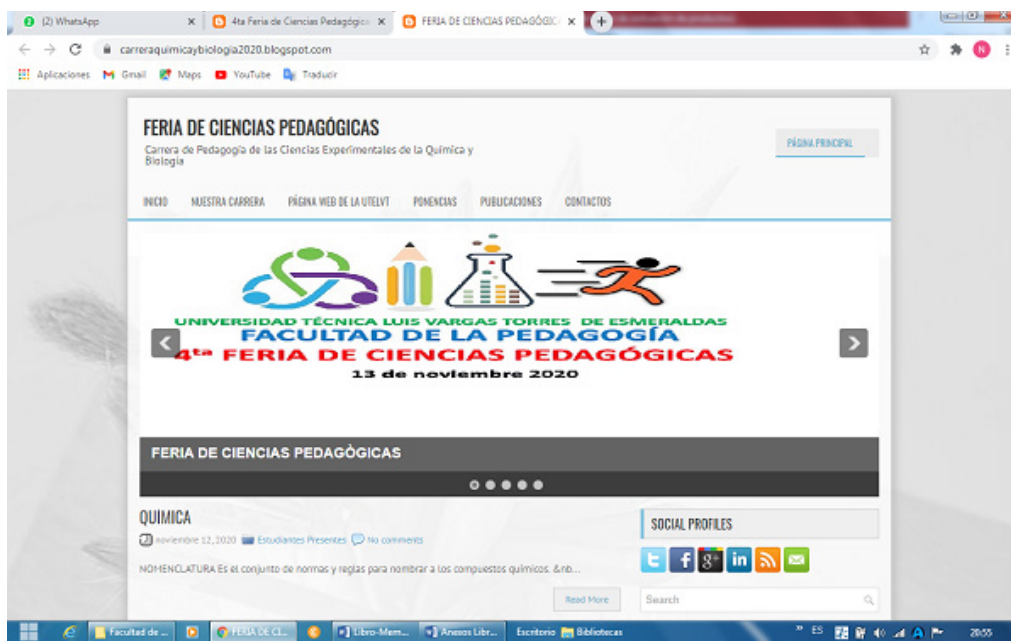 (2) WhatsApp
4ta Feria de Ciencias Pedagógic
FERIA DE CIENCIAS PEDAGÓGIC
carreraquimicaybiologia2020.blogspot.com
N
Aplicaciones Gmail Maps YouTube Traducir
FERIA DE CIENCIAS PEDAGÓGICAS
Carrera de Pedagogía de las Ciencias Experimentales de la Química y
Biología
PÁGINA PRINCIPAL
INICIO NUESTRA CARRERA PÁGINA WEB DE LA UTELVT PONENCIAS PUBLICACIONES CONTACTOS
UNIVERSIDAD TÉCNICA LUIS VARGAS TORRES DE ESMERALDAS
FACULTAD DE LA PEDAGOGÍA
4ta FERIA DE CIENCIAS PEDAGÓGICAS
13 de noviembre 2020
FERIA DE CIENCIAS PEDAGÒGICAS
QUIMICA
noviembre 12, 2020 Estudiantes Presentes No comments
NOMENCLATURA Es el conjunto de normas y reglas para nombrar a los compuestos químicos. &nb...
Read More
SOCIAL PROFILES
Search
Facultad de ... FERIA DE CI... Libro-Mem... Anexos Libr... Escritorio Bibliotecas ES 20:55